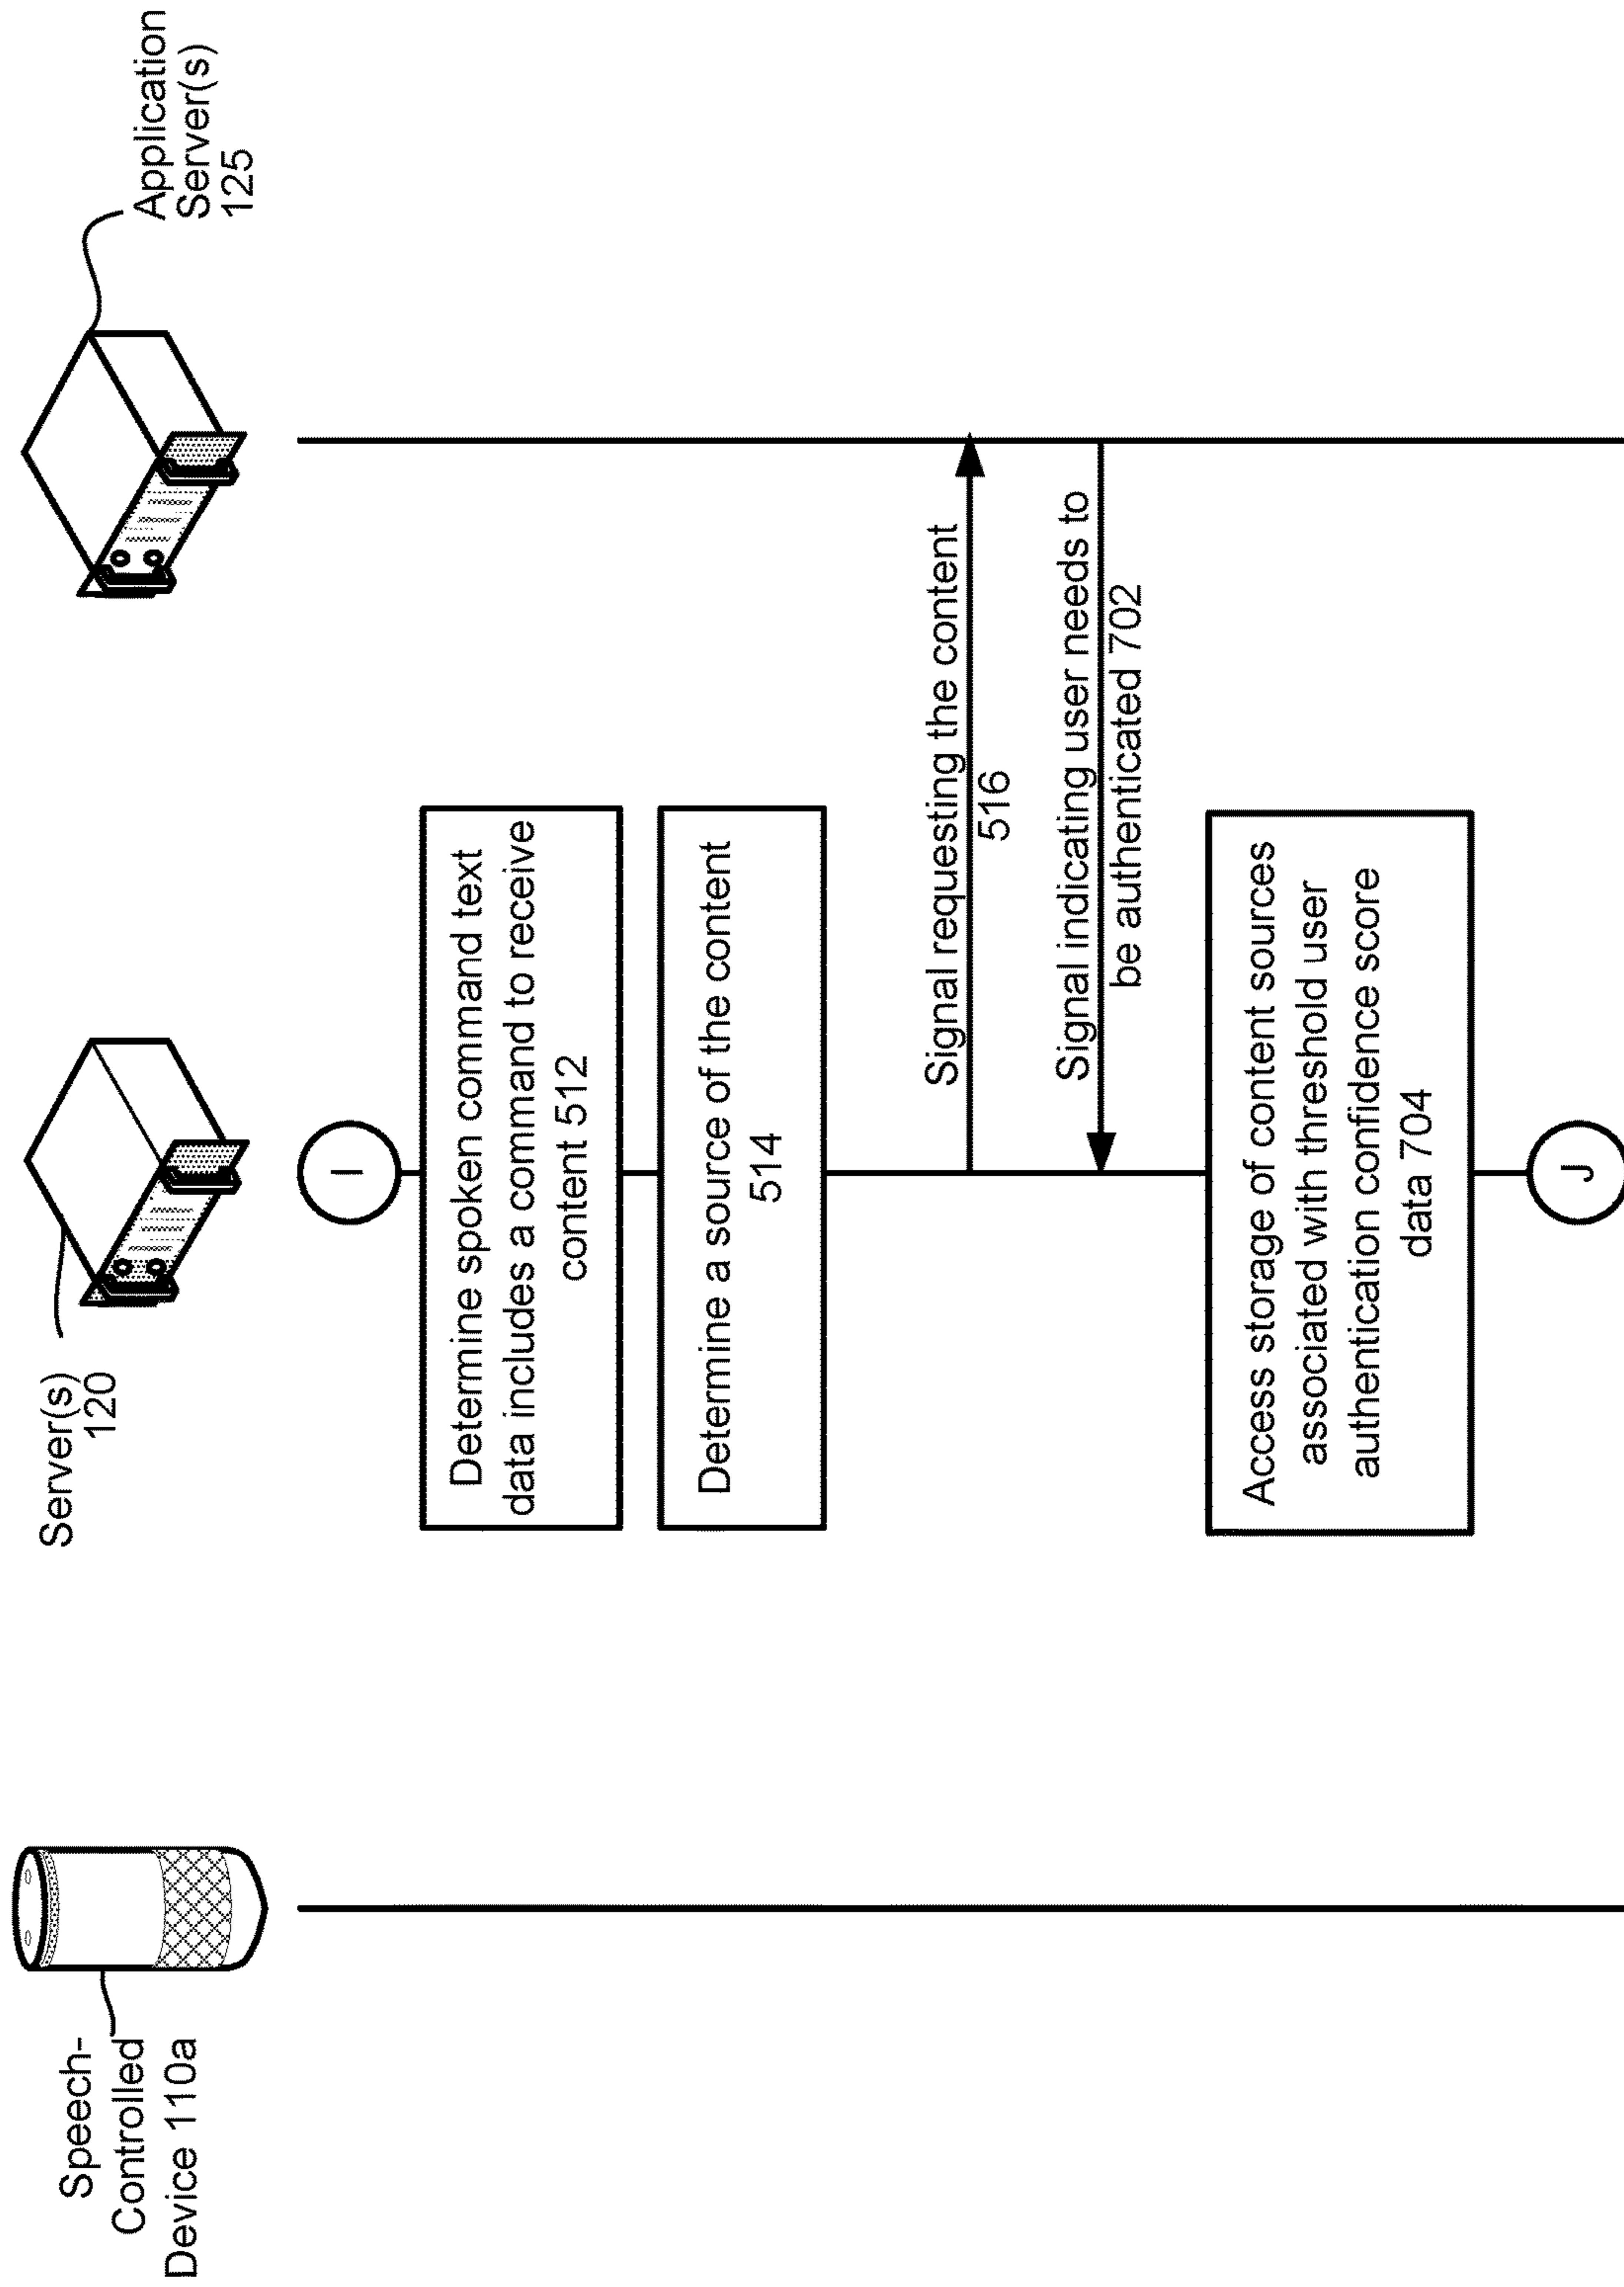 Speech-
Controlled
Device 110a
Server(s)
120
Application
Server(s)
125
I
Determine spoken command text
data includes a command to receive
content 512
Determine a source of the content
514
Signal requesting the content
516
Signal indicating user needs to
be authenticated 702
Access storage of content sources
associated with threshold user
authentication confidence score
data 704
J